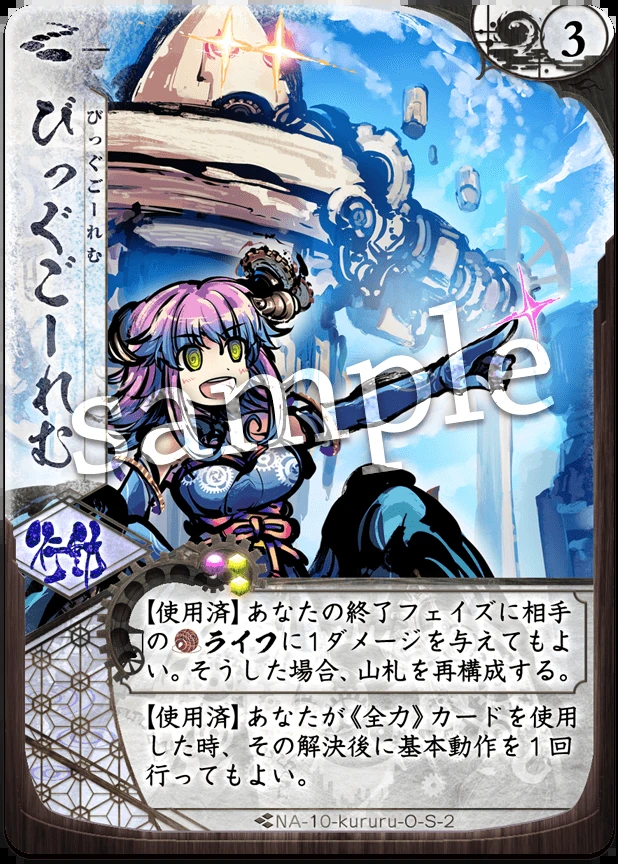 3
びっぐごーれむ
びっぐごーれむ
sample
行動
【使用済】あなたの終了フェイズに相手
のライフに1ダメージを与えてもよ
い。そうした場合、山札を再構成する。
【使用済】あなたが《全力》カードを使用
した時、その解決後に基本動作を1回
行ってもよい。
NA-10-kururu-O-S-2